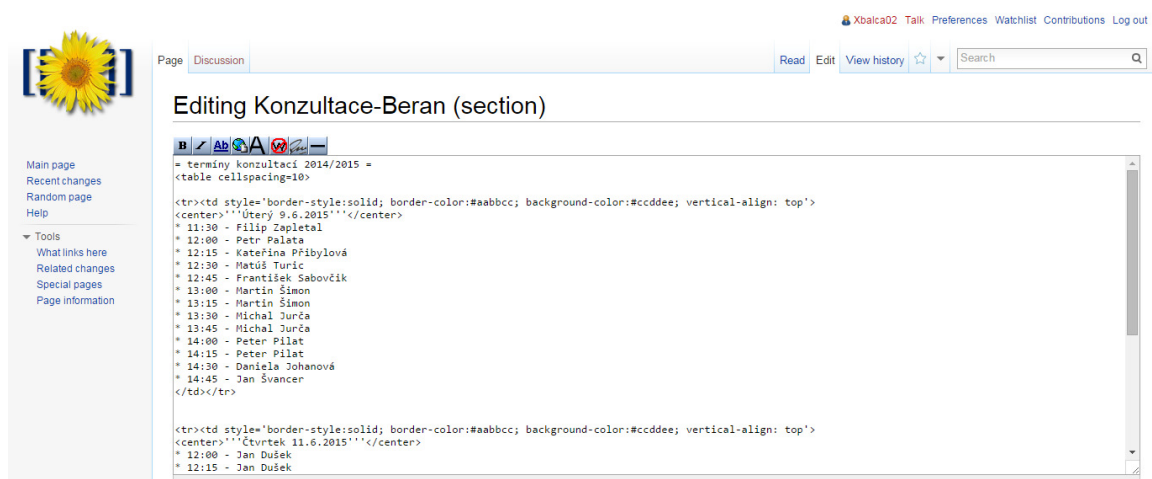 Xbalca02 Talk Preferences Watchlist Contributions Log out
Page Discussion Read Edit View history Search
Editing Konzultace-Beran (section)
B I Ab A W
Main page
Recent changes
Random page
Help
Tools
What links here
Related changes
Special pages
Page information
= termíny konzultací 2014/2015 =
<table cellspacing=10>
<tr><td style='border-style:solid; border-color:#aabbcc; background-color:#ccddee; vertical-align: top'>
<center>'''Úterý 9.6.2015'''</center>
* 11:30 - Filip Zapletal
* 12:00 - Petr Palata
* 12:15 - Kateřina Přibylová
* 12:30 - Matúš Turic
* 12:45 - František Sabovčik
* 13:00 - Martin Šimon
* 13:15 - Martin Šimon
* 13:30 - Michal Jurča
* 13:45 - Michal Jurča
* 14:00 - Peter Pilat
* 14:15 - Peter Pilat
* 14:30 - Daniela Johanová
* 14:45 - Jan Švancer
</td></tr>
<tr><td style='border-style:solid; border-color:#aabbcc; background-color:#ccddee; vertical-align: top'>
<center>'''Čtvrtek 11.6.2015'''</center>
* 12:00 - Jan Dušek
* 12:15 - Jan Dušek